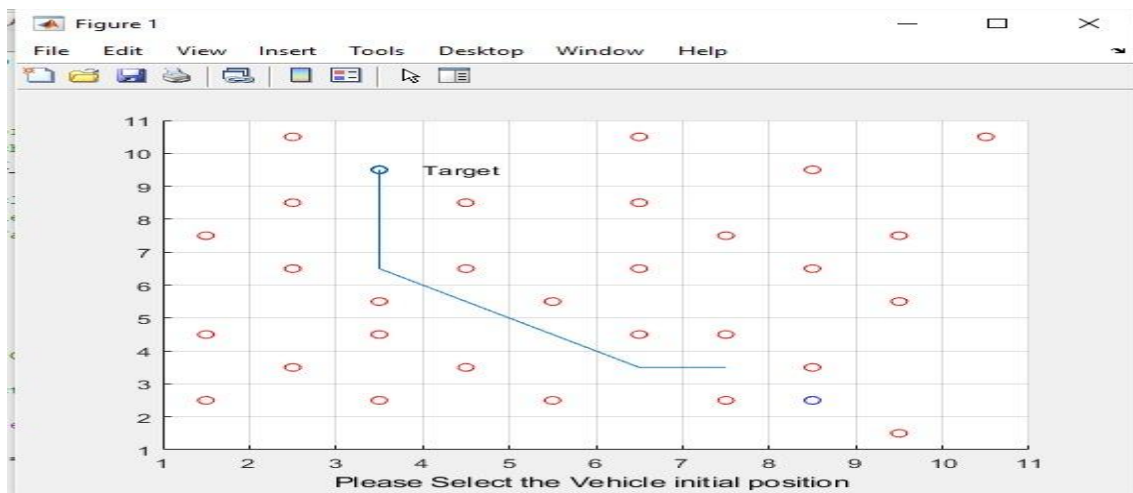 Figure 1
File Edit View Insert Tools Desktop Window Help
11
10
Target
9
8
7
6
5
4
3
2
1
1 2 3 4 5 6 7 8 9 10 11
Please Select the Vehicle initial position